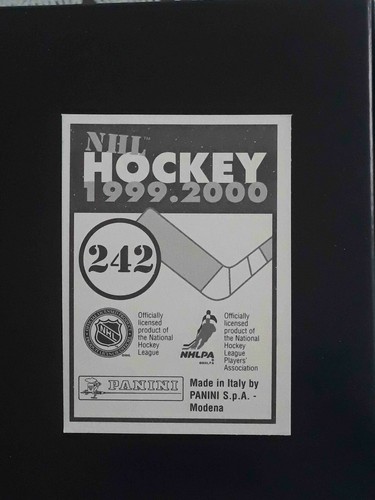 NHL
HOCKEY
1999.2000
242
Officially
licensed
product of
the National
Hockey
League
NHL
NHLPA
Officially
licensed
product of
the National
Hockey
League
Players'
Association
PANINI
Made in Italy by
PANINI S.p.A. -
Modena